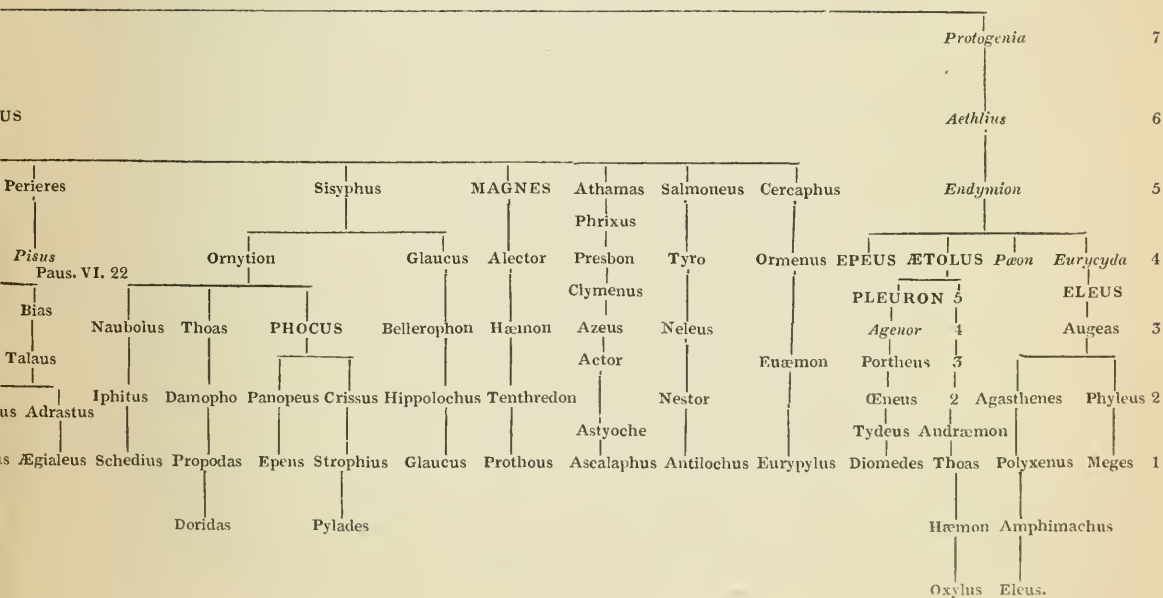 Protogenia 7
US Aethlius 6
Perieres Sisyphus MAGNES Athamas Salmoneus Cercaphus Endymion 5
Phrixus
Pisus Ornytion Glaucus Alector Presbon Tyro Ormenus EPEUS ÆTOLUS Pæon Eurycyda 4
Paus. VI. 22
Clymenus PLEURON 5 ELEUS
Bias
Naubolus Thoas PHOCUS Bellerophon Hæmon Azeus Neleus Agenor 4 Augeas 3
Talaus Actor Euæmon Portheus 3
us Adrastus Iphitus Damopho Panopeus Crissus Hippolochus Tenthredon Nestor Œneus 2 Agasthenes Phyleus 2
Astyoche Tydeus Andræmon
s Ægialeus Schedius Propodas Epens Strophius Glaucus Prothous Ascalaphus Antilochus Eurypylus Diomedes Thoas Polyxenus Meges 1
Doridas Pylades Hæmon Amphimachus
Oxylus Eleus.